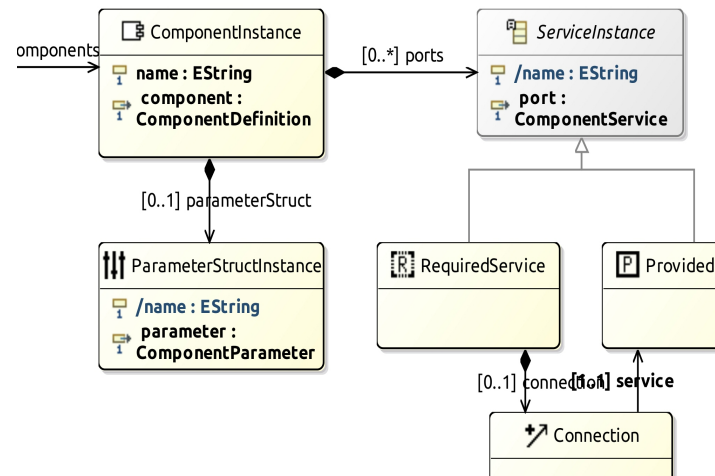 omponents
ComponentInstance
name : EString
component :
ComponentDefinition
[0..*] ports
ServiceInstance
/name : EString
port :
ComponentService
[0..1] parameterStruct
ParameterStructInstance
/name : EString
parameter :
ComponentParameter
RequiredService
Provided
[0..1] connection
[1..1] service
Connection